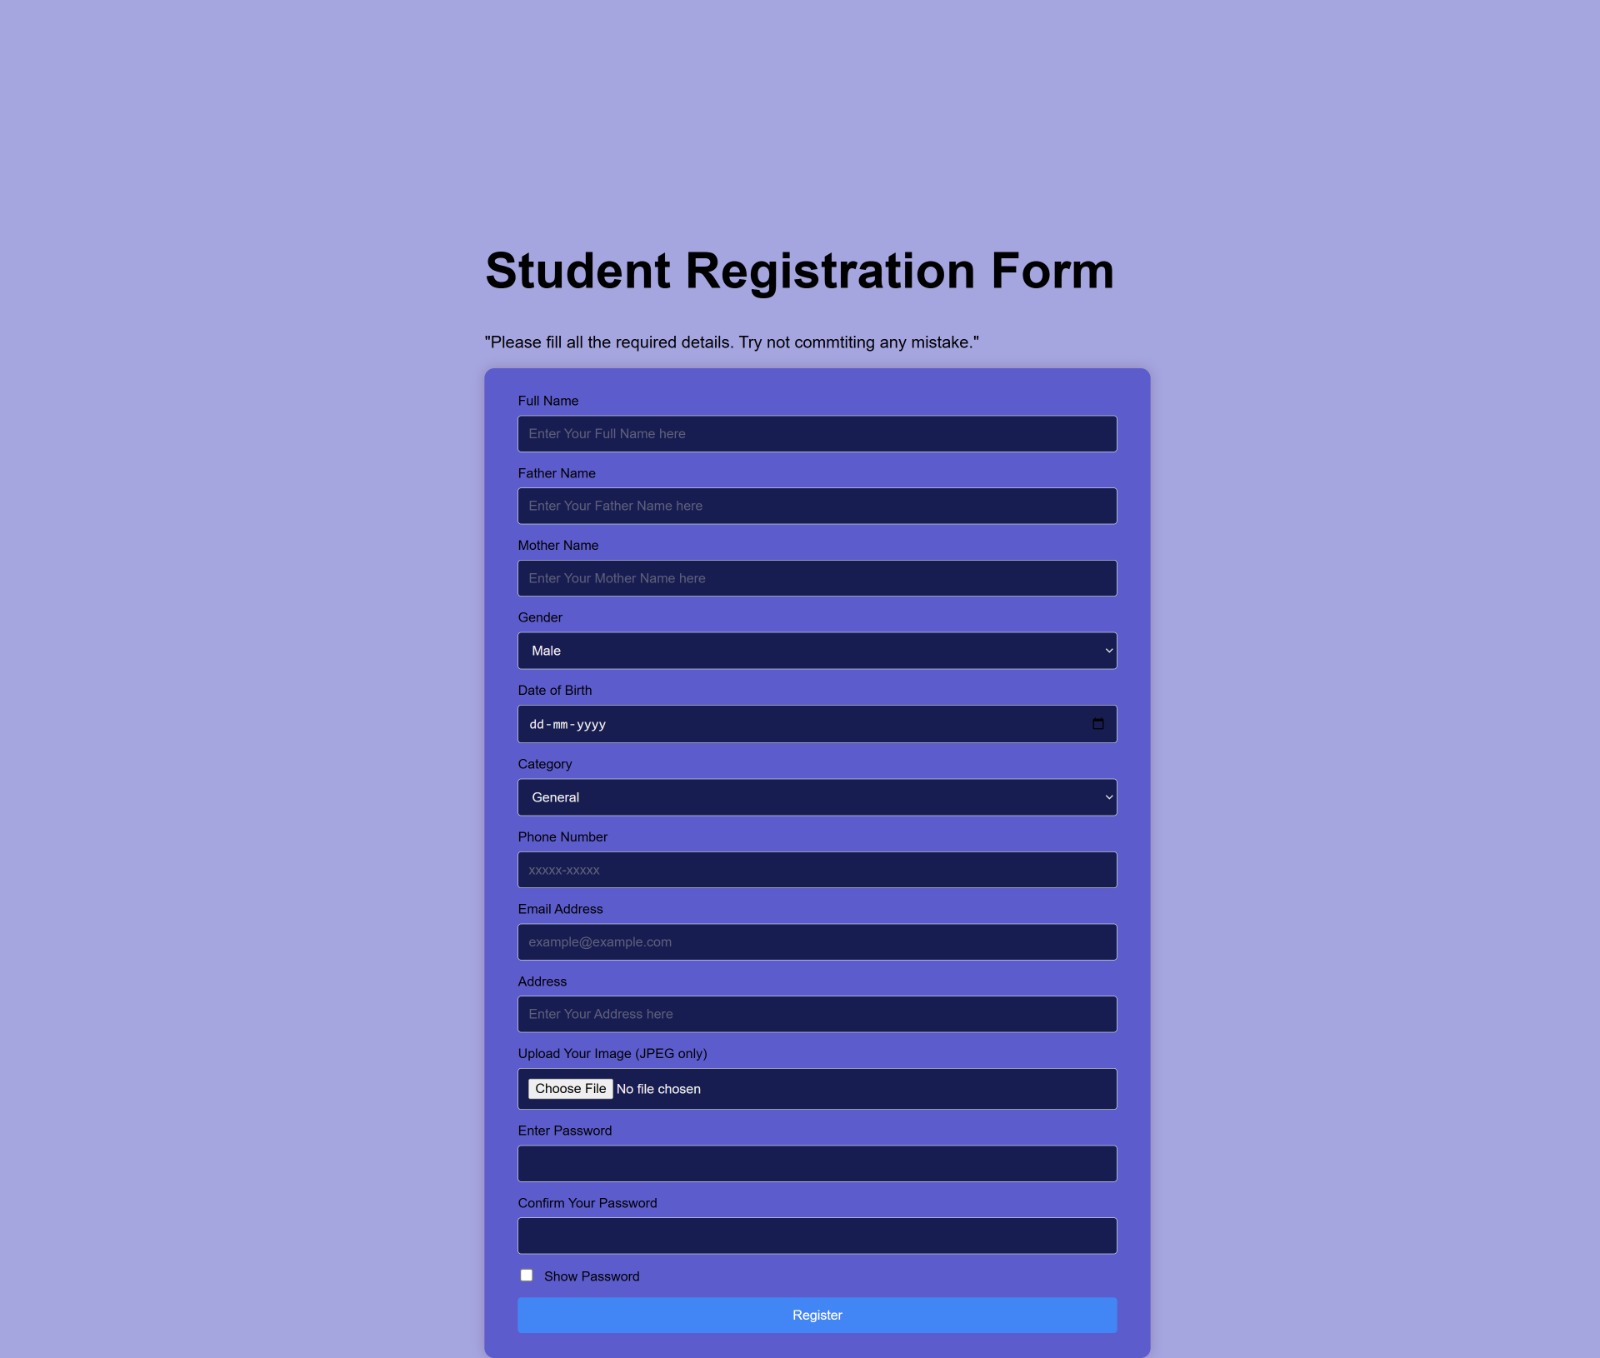 Student Registration Form
"Please fill all the required details. Try not commtiting any mistake."
Full Name
Enter Your Full Name here
Father Name
Enter Your Father Name here
Mother Name
Enter Your Mother Name here
Gender
Male
Date of Birth
dd-mm-yyyy
Category
General
Phone Number
xxxxx-xxxxx
Email Address
example@example.com
Address
Enter Your Address here
Upload Your Image (JPEG only)
Choose File No file chosen
Enter Password
Confirm Your Password
Show Password
Register